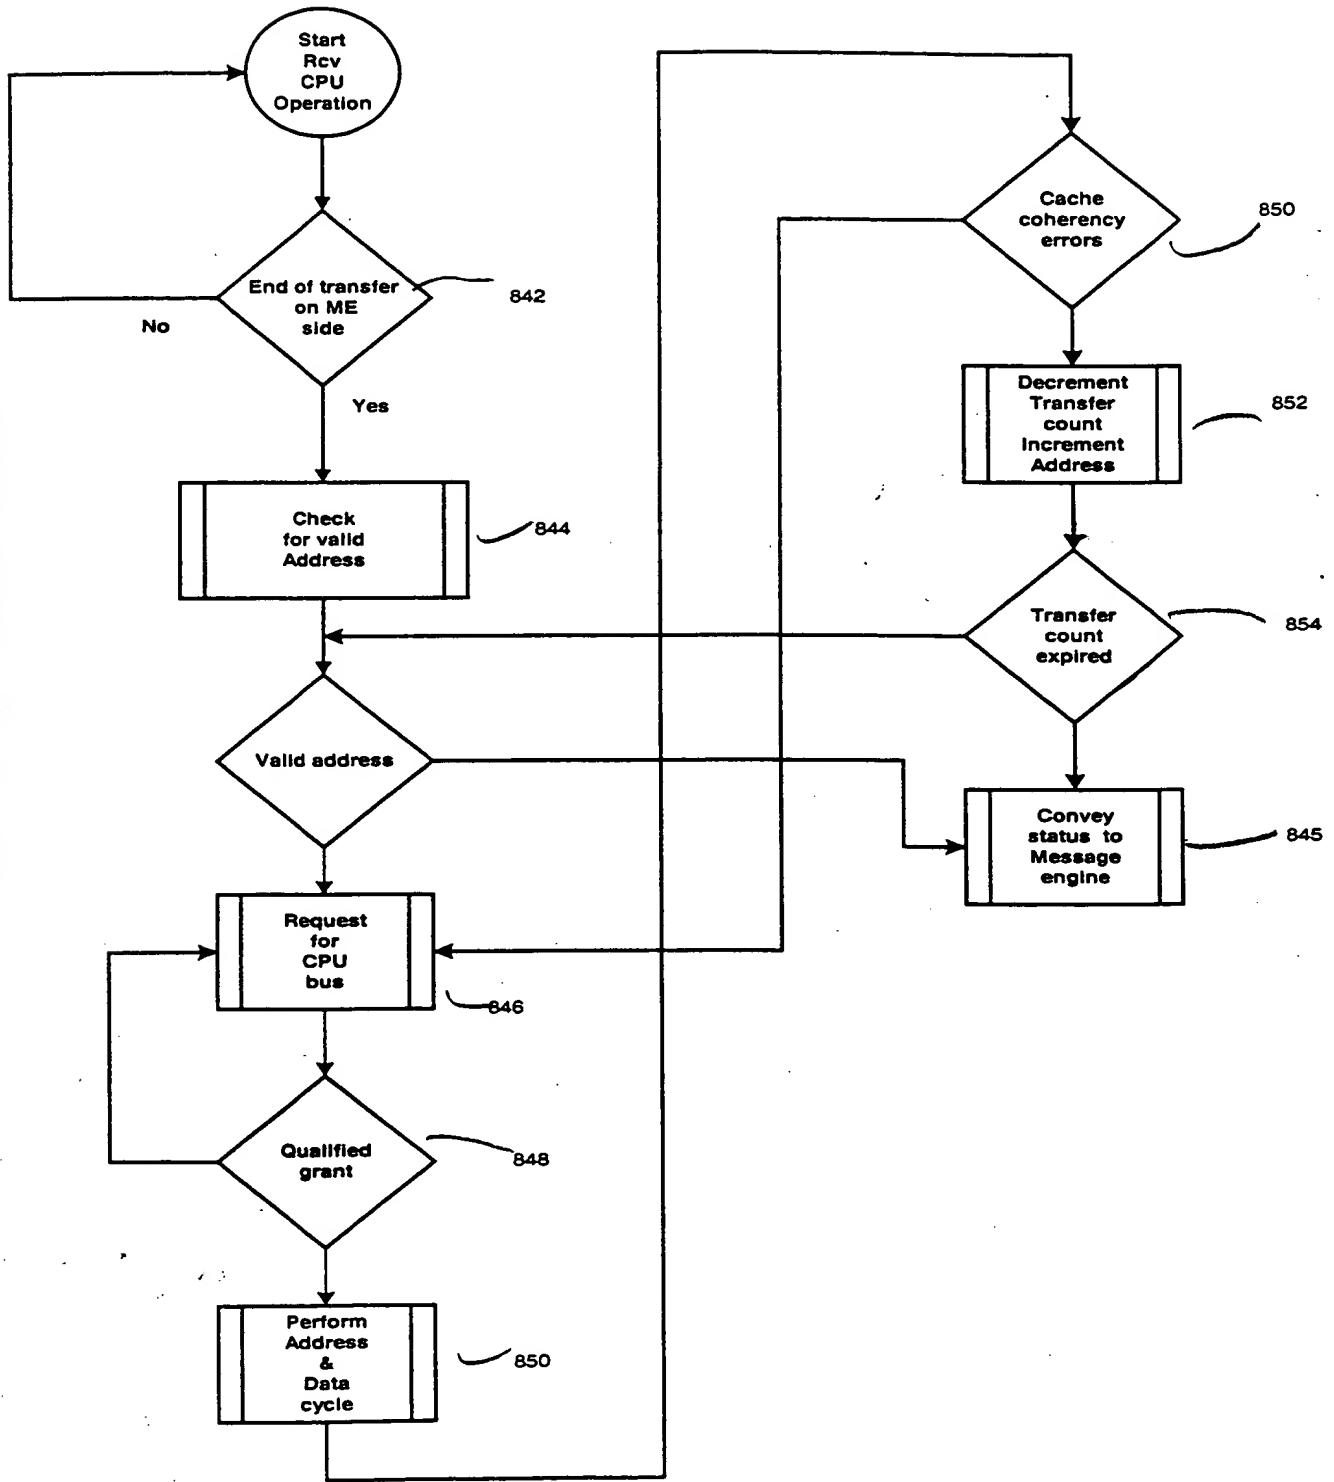 Start
Rcv
CPU
Operation
End of transfer
on ME
side
842
No
Yes
Check
for valid
Address
844
Valid address
Request
for
CPU
bus
846
Qualified
grant
848
Perform
Address
&
Data
cycle
850
Cache
coherency
errors
850
Decrement
Transfer
count
Increment
Address
852
Transfer
count
expired
854
Convey
status to
Message
engine
845